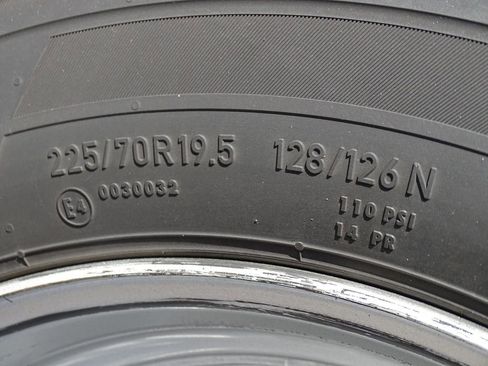 225/70R19.5 128/126 N
E4 0030032 110 PSI
14 PR